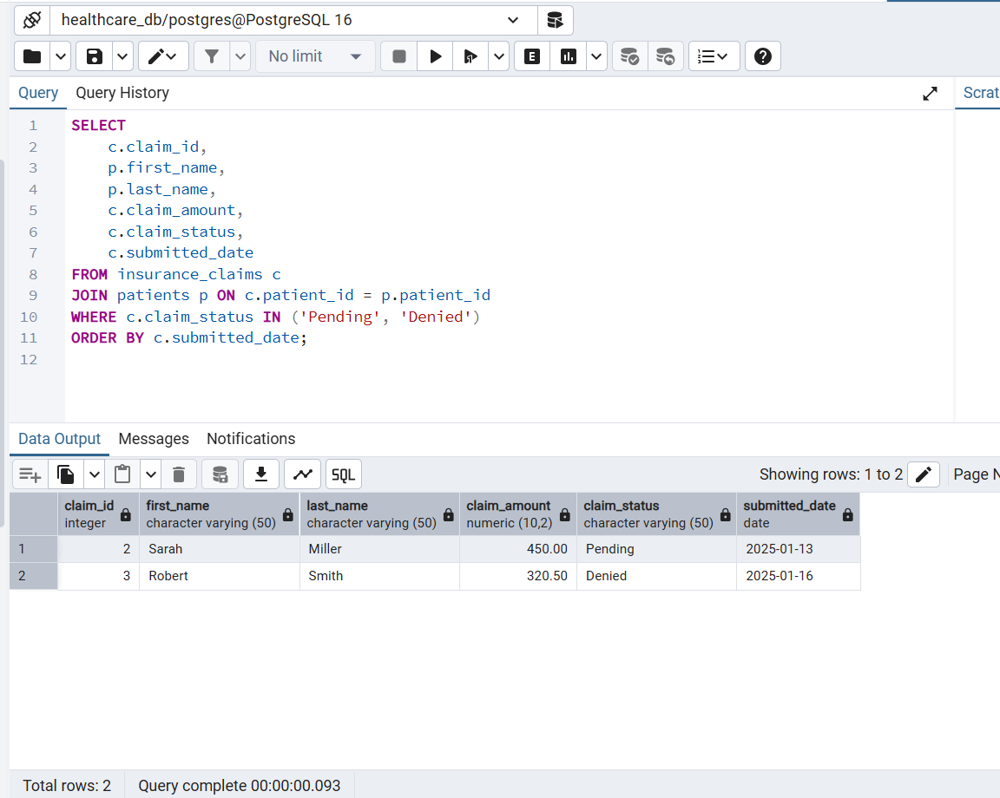 healthcare_db/postgres@PostgreSQL 16
No limit
E
Query Query History
Scrat
1 SELECT
2 c.claim_id,
3 p.first_name,
4 p.last_name,
5 c.claim_amount,
6 c.claim_status,
7 c.submitted_date
8 FROM insurance_claims c
9 JOIN patients p ON c.patient_id = p.patient_id
10 WHERE c.claim_status IN ('Pending', 'Denied')
11 ORDER BY c.submitted_date;
12
Data Output Messages Notifications
SQL Showing rows: 1 to 2 Page N
claim_id first_name last_name claim_amount claim_status submitted_date
integer character varying (50) character varying (50) numeric (10,2) character varying (50) date
1 2 Sarah Miller 450.00 Pending 2025-01-13
2 3 Robert Smith 320.50 Denied 2025-01-16
Total rows: 2 Query complete 00:00:00.093